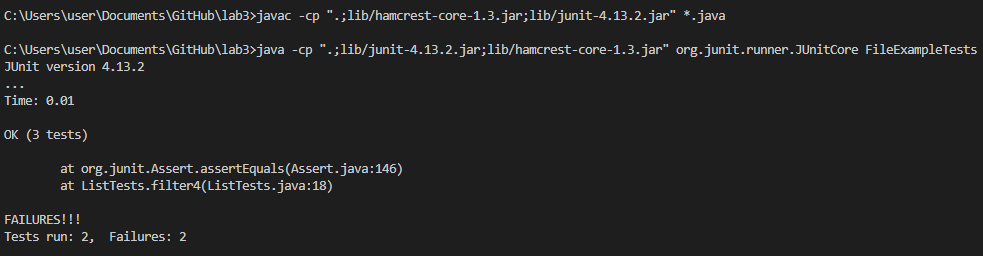 C:\Users\user\Documents\GitHub\lab3>javac -cp ".;lib/hamcrest-core-1.3.jar;lib/junit-4.13.2.jar" *.java
C:\Users\user\Documents\GitHub\lab3>java -cp ".;lib/junit-4.13.2.jar;lib/hamcrest-core-1.3.jar" org.junit.runner.JUnitCore FileExampleTests
JUnit version 4.13.2
...
Time: 0.01
OK (3 tests)
at org.junit.Assert.assertEquals(Assert.java:146)
at ListTests.filter4(ListTests.java:18)
FAILURES!!!
Tests run: 2,  Failures: 2